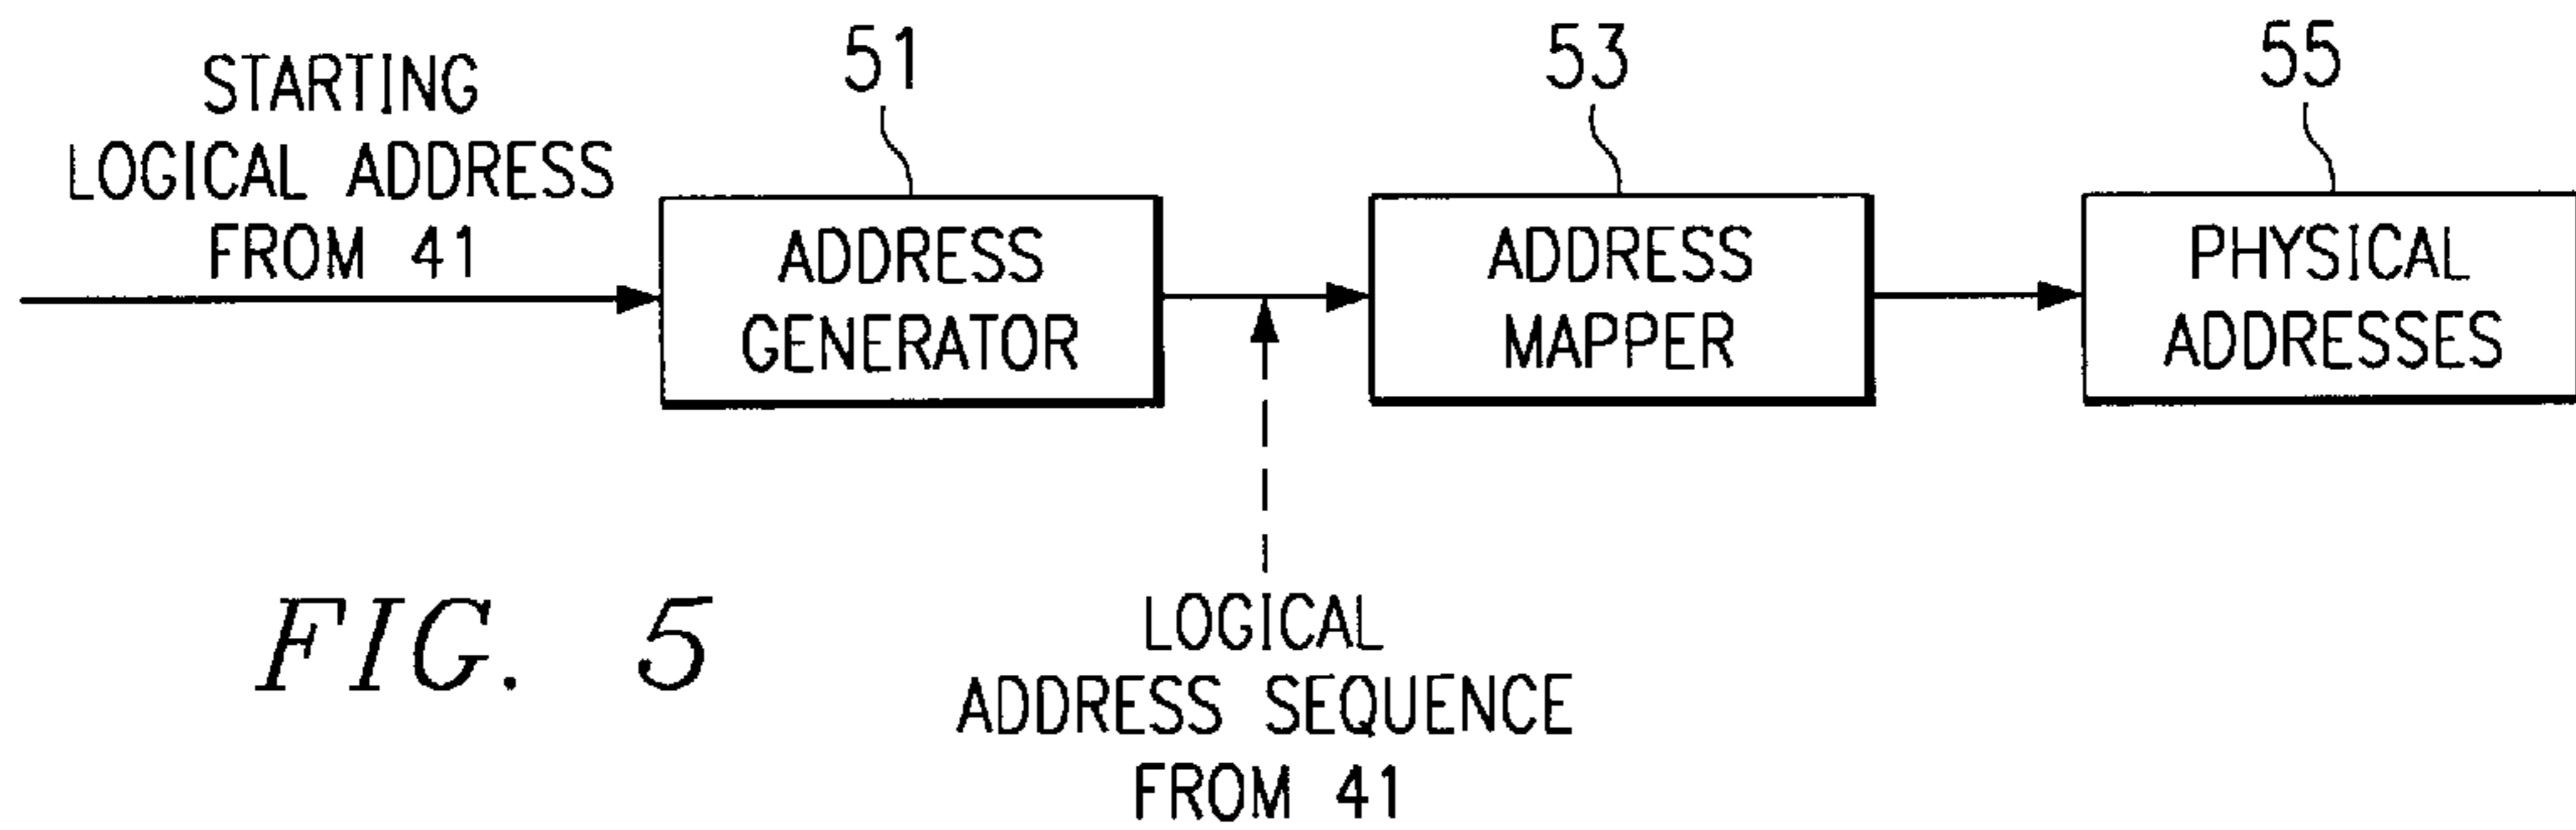 STARTING
LOGICAL ADDRESS
FROM 41
51
ADDRESS
GENERATOR
53
ADDRESS
MAPPER
55
PHYSICAL
ADDRESSES
LOGICAL
ADDRESS SEQUENCE
FROM 41
FIG. 5